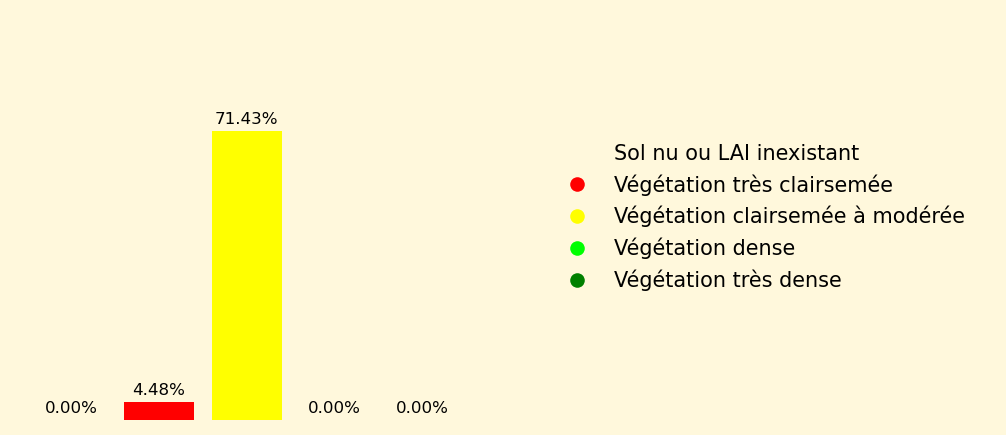 71.43%
4.48%
0.00%
0.00%
0.00%
Sol nu ou LAI inexistant
Végétation très clairsemée
Végétation clairsemée à modérée
Végétation dense
Végétation très dense